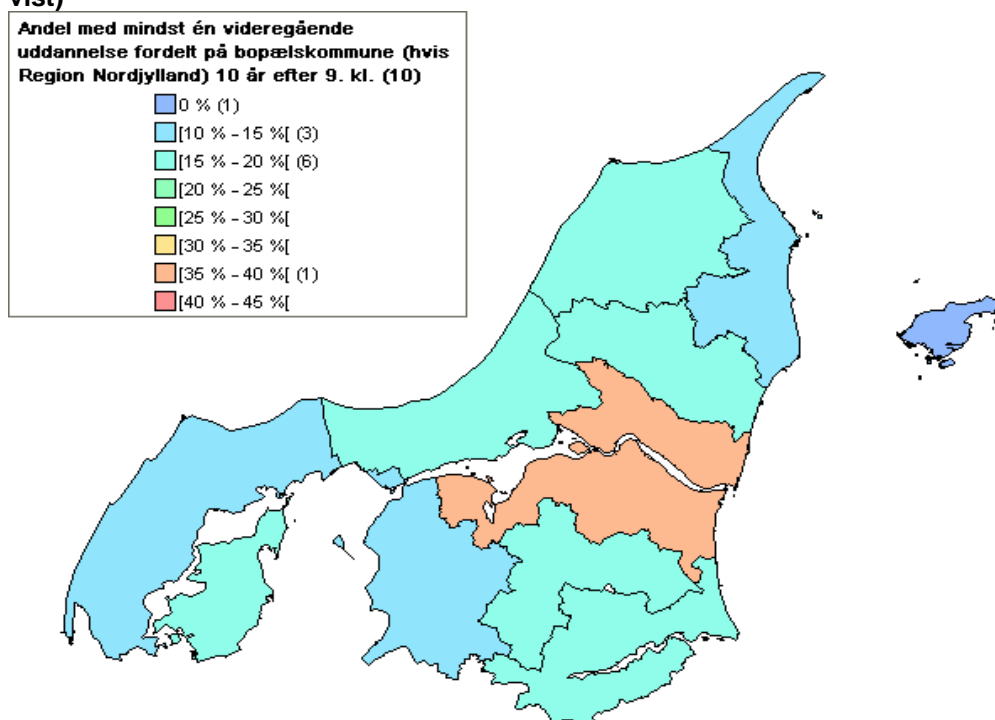 vist)
Andel med mindst én videregående
uddannelse fordelt på bopælskommune (hvis
Region Nordjylland) 10 år efter 9. kl. (10)
0 % (1)
[10 % - 15 %[ (3)
[15 % - 20 %[ (6)
[20 % - 25 %[
[25 % - 30 %[
[30 % - 35 %[
[35 % - 40 %[ (1)
[40 % - 45 %[